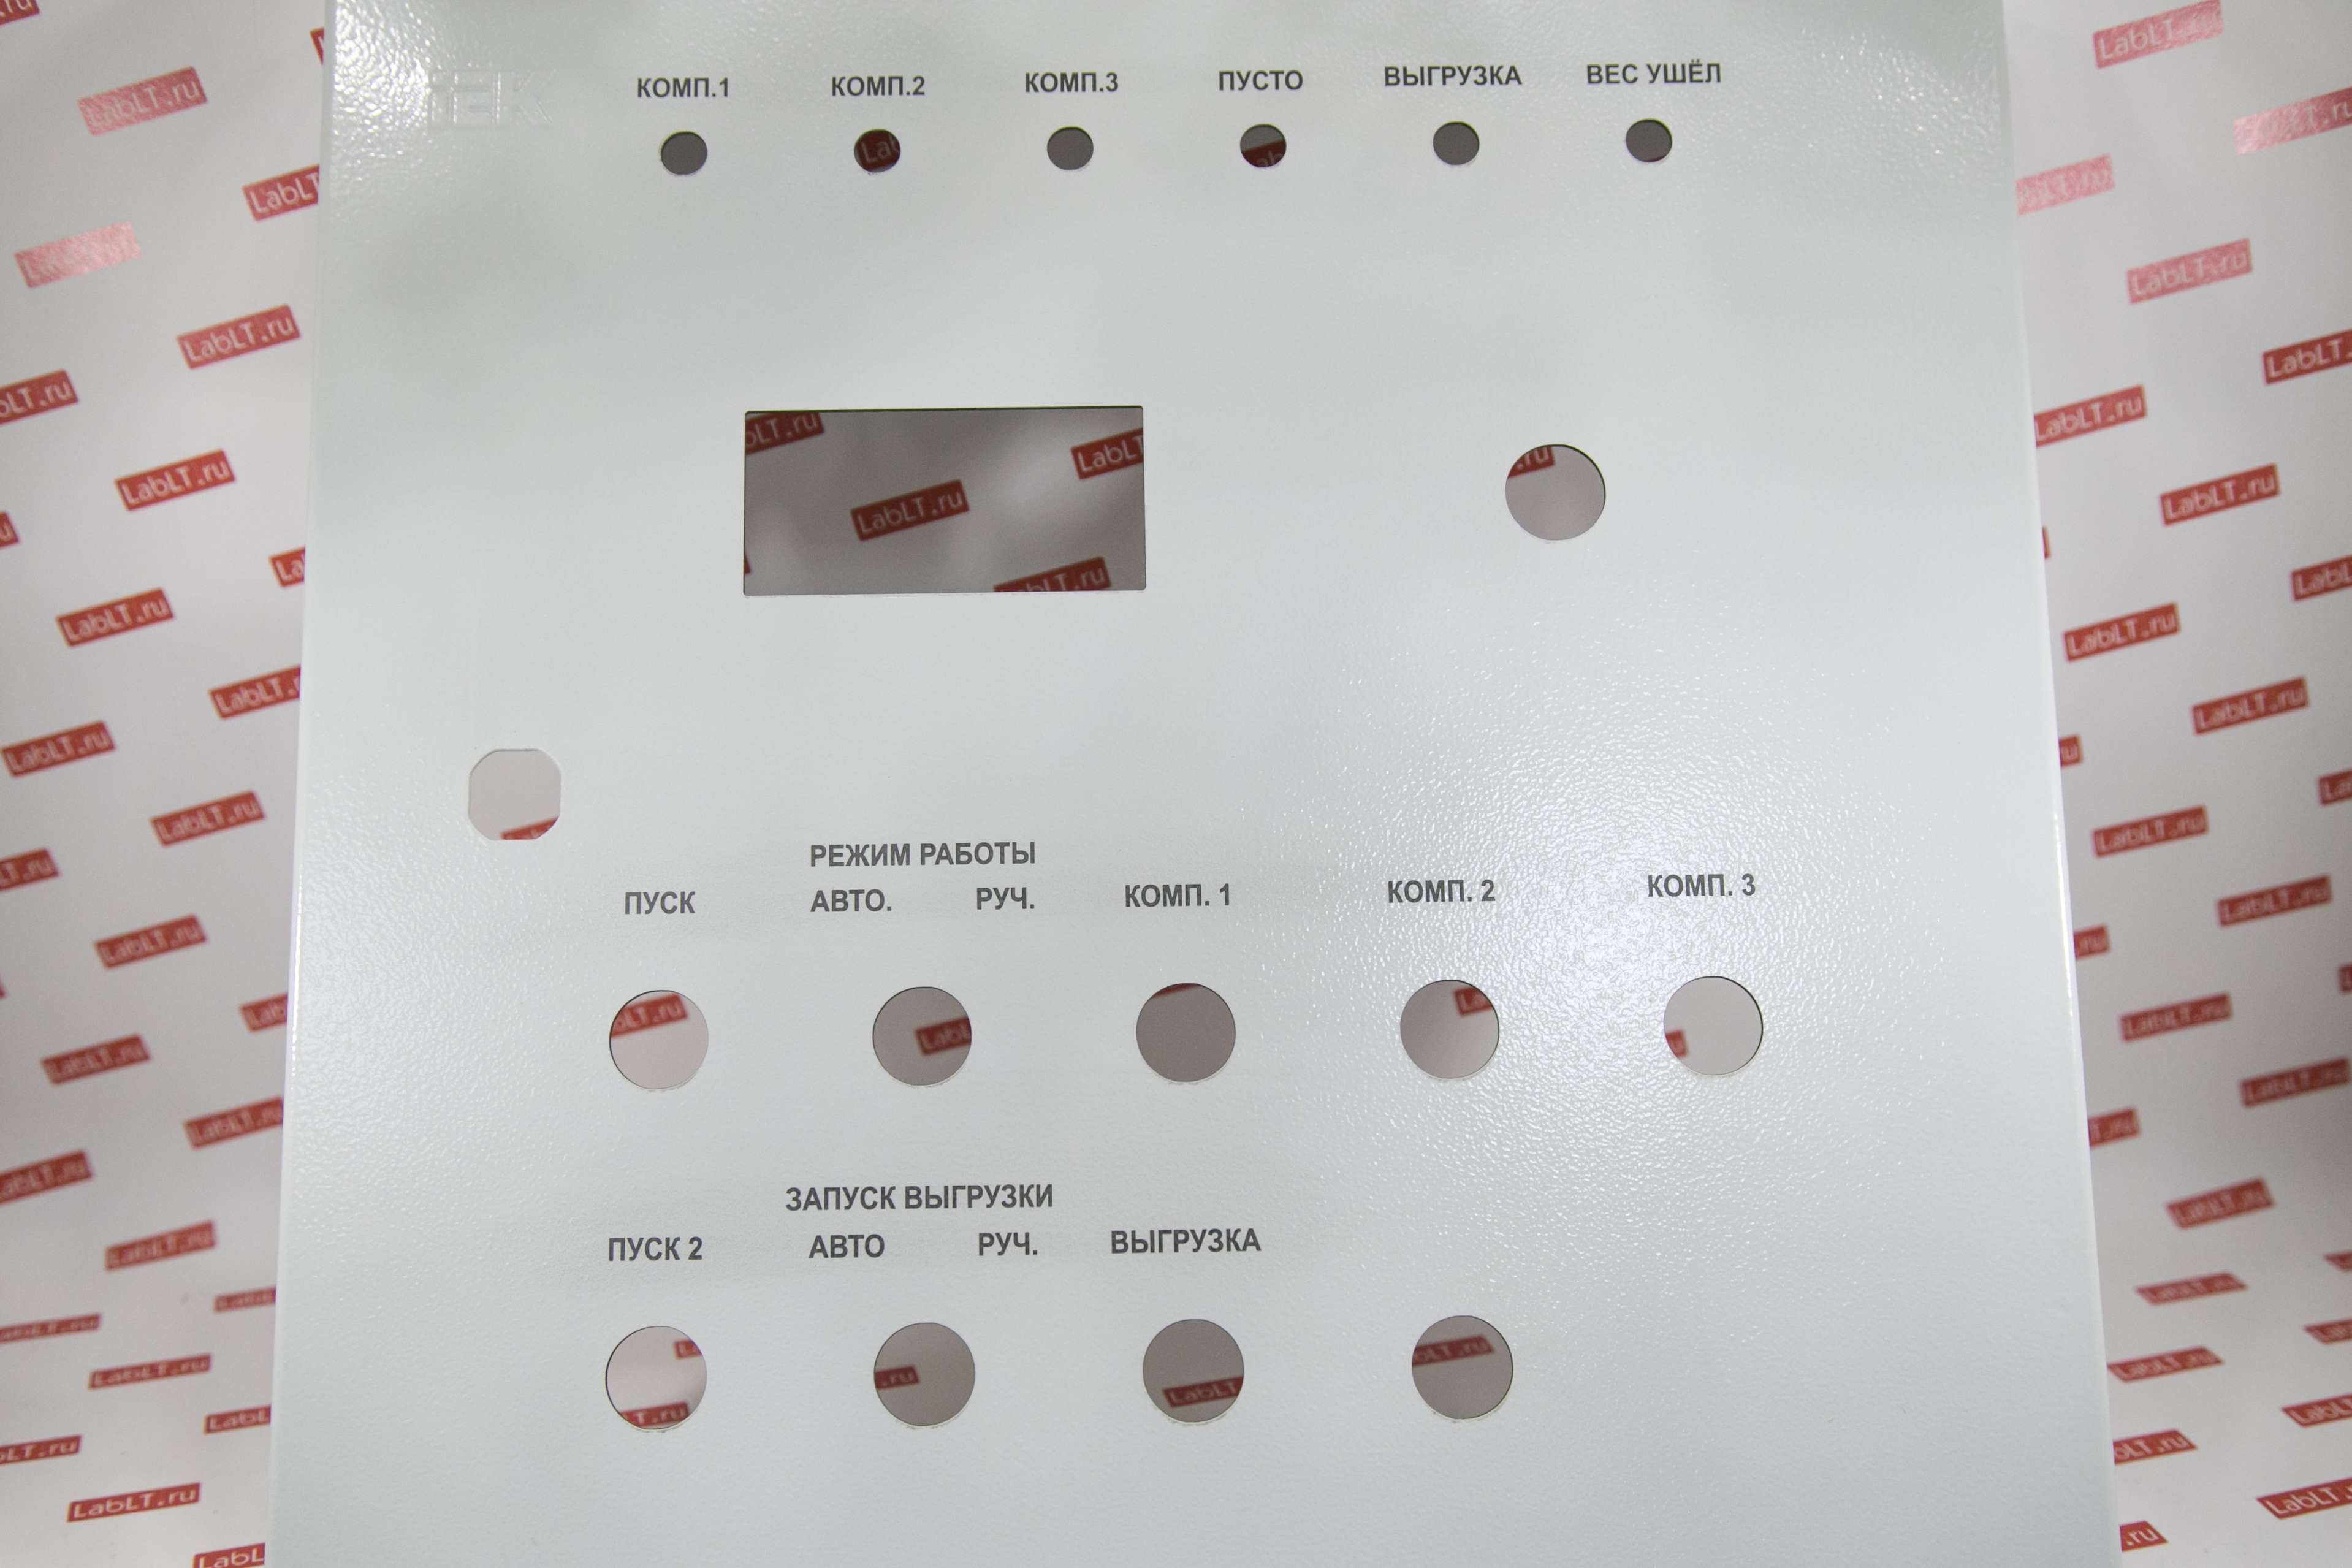 IEK
КОМП.1 КОМП.2 КОМП.3 ПУСТО ВЫГРУЗКА ВЕС УШЁЛ
LabLT.ru
РЕЖИМ РАБОТЫ
ПУСК АВТО. РУЧ. КОМП. 1 КОМП. 2 КОМП. 3
ЗАПУСК ВЫГРУЗКИ
ПУСК 2 АВТО РУЧ. ВЫГРУЗКА